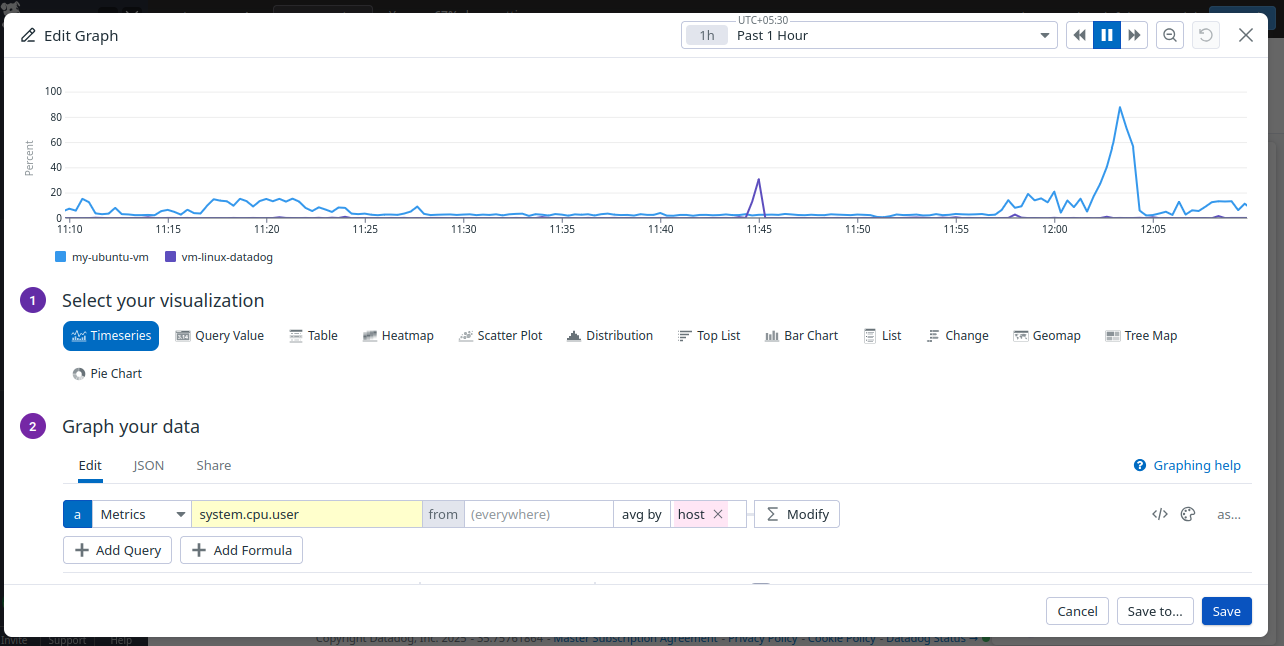 Edit Graph
UTC+05:30
1h Past 1 Hour
100
80
60
40
20
0
Percent
11:10 11:15 11:20 11:25 11:30 11:35 11:40 11:45 11:50 11:55 12:00 12:05
my-ubuntu-vm vm-linux-datadog
1 Select your visualization
Timeseries Query Value Table Heatmap Scatter Plot Distribution Top List Bar Chart List Change Geomap Tree Map
Pie Chart
2 Graph your data
Edit JSON Share
? Graphing help
a Metrics system.cpu.user from (everywhere) avg by host × Σ Modify </> as...
+ Add Query + Add Formula
Cancel Save to... Save
Invite Support Help
Copyright Datadog, Inc. 2025 - 35.73761864 - Master Subscription Agreement - Privacy Policy - Cookie Policy - Datadog Status →